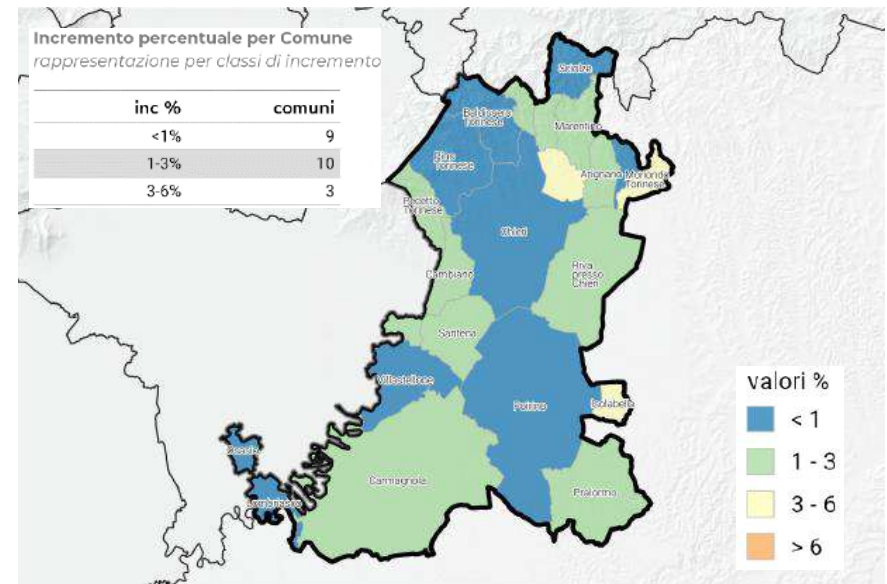 Incremento percentuale per Comune
rappresentazione per classi di incremento
inc % comuni
<1% 9
1-3% 10
3-6% 3
Sciolze
Baldissero
Torinese
Marentino
Pino
Torinese
Arignano
Moriondo
Torinese
Pecetto
Torinese
Chieri
Riva
presso
Chieri
Cambiano
Santena
Villastellone
Poirino
Isolabella
Osasio
Carmagnola
Lombriasco
Pralormo
valori %
< 1
1 - 3
3 - 6
> 6